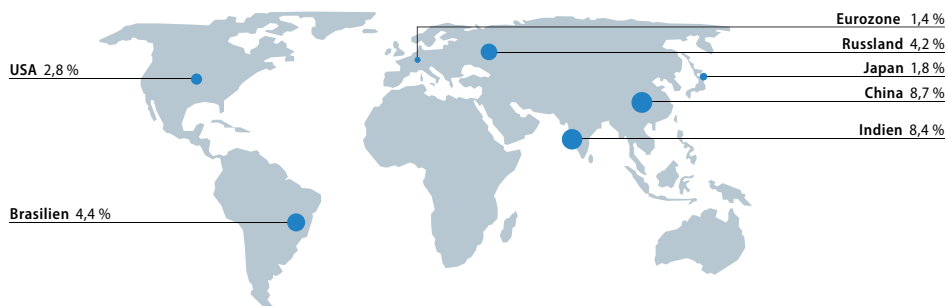 Eurozone 1,4 %
Russland 4,2 %
USA 2,8 %
Japan 1,8 %
China 8,7 %
Indien 8,4 %
Brasilien 4,4 %